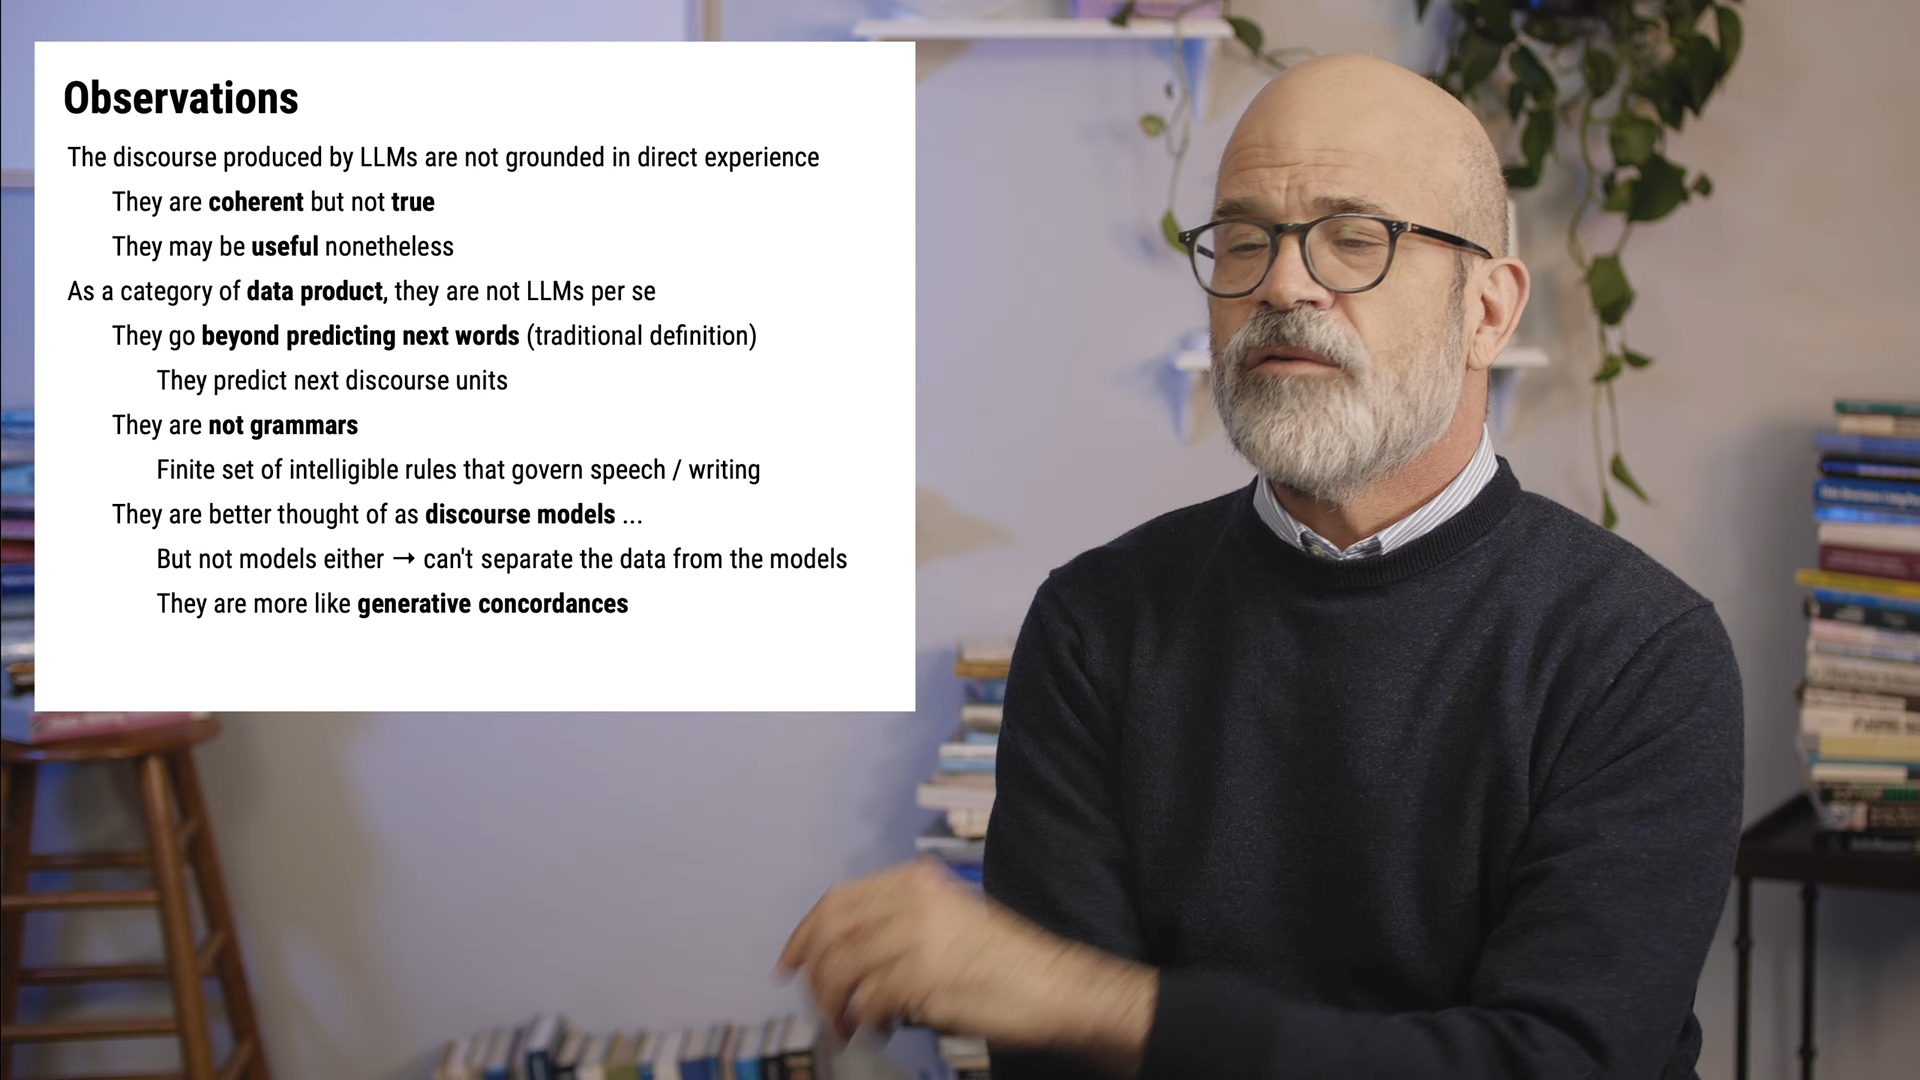 Observations
The discourse produced by LLMs are not grounded in direct experience
They are coherent but not true
They may be useful nonetheless
As a category of data product, they are not LLMs per se
They go beyond predicting next words (traditional definition)
They predict next discourse units
They are not grammars
Finite set of intelligible rules that govern speech / writing
They are better thought of as discourse models ...
But not models either → can't separate the data from the models
They are more like generative concordances